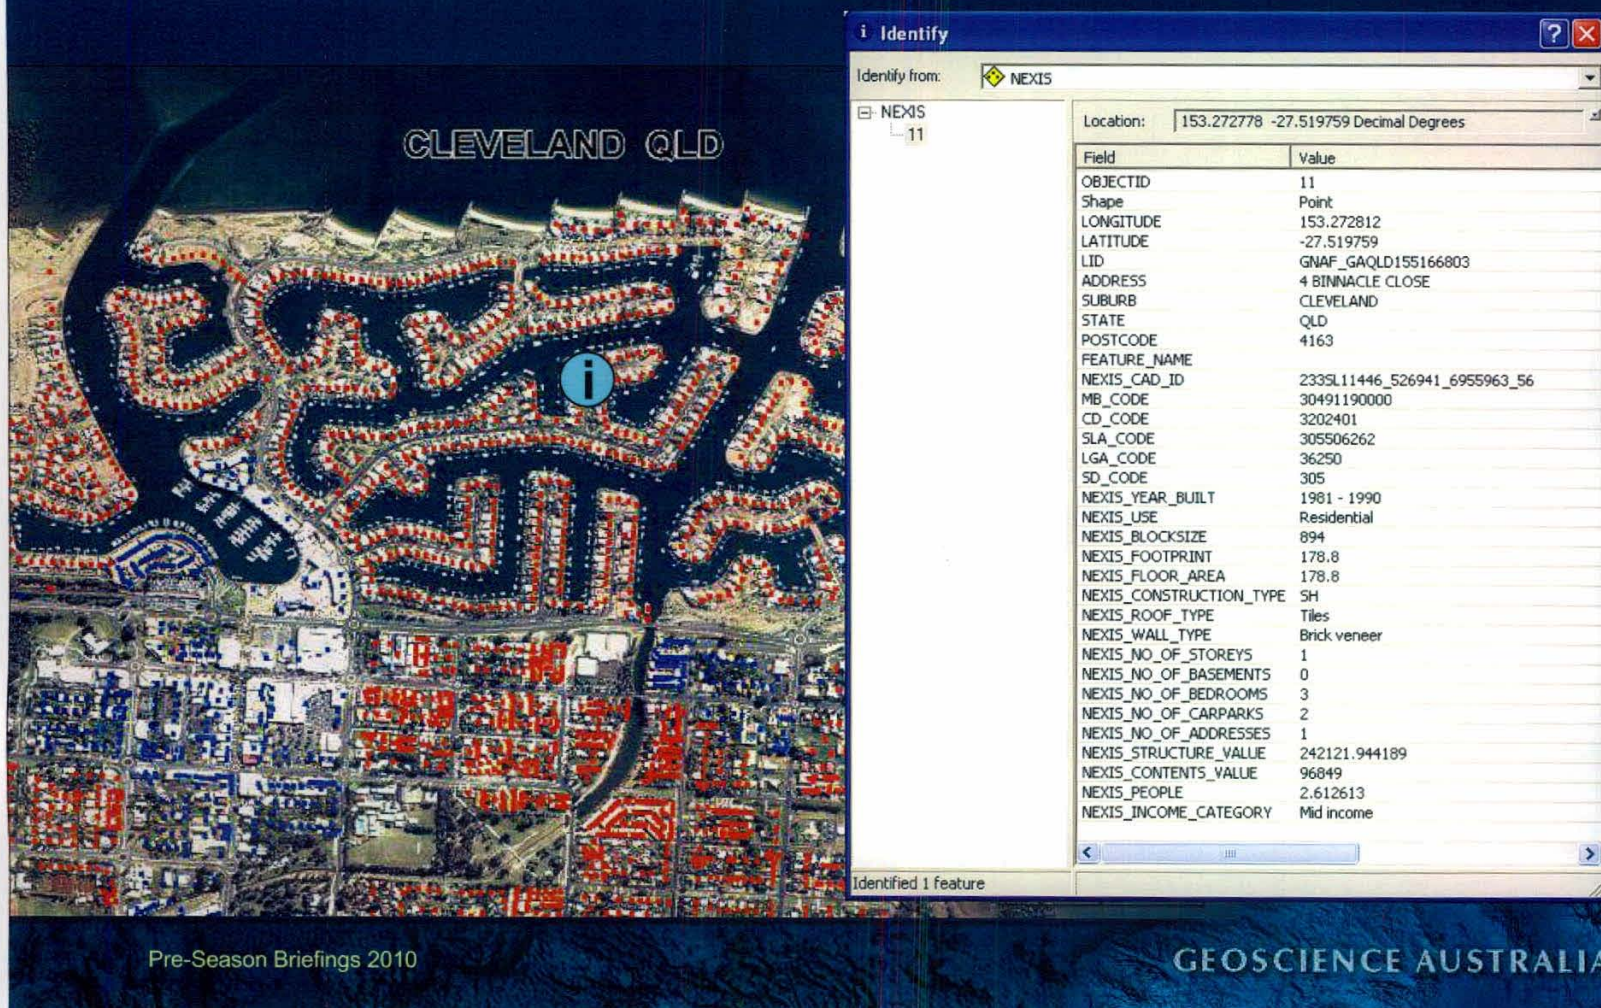 CLEVELAND QLD
i Identify
Identify from: NEXIS
NEXIS
11
Location: 153.272778 -27.519759 Decimal Degrees
Field Value
OBJECTID 11
Shape Point
LONGITUDE 153.272812
LATITUDE -27.519759
LID GNAF_GAQLD155166803
ADDRESS 4 BINNACLE CLOSE
SUBURB CLEVELAND
STATE QLD
POSTCODE 4163
FEATURE_NAME
NEXIS_CAD_ID 233SL11446_526941_6955963_56
MB_CODE 30491190000
CD_CODE 3202401
SLA_CODE 305506262
LGA_CODE 36250
SD_CODE 305
NEXIS_YEAR_BUILT 1981 - 1990
NEXIS_USE Residential
NEXIS_BLOCKSIZE 894
NEXIS_FOOTPRINT 178.8
NEXIS_FLOOR_AREA 178.8
NEXIS_CONSTRUCTION_TYPE SH
NEXIS_ROOF_TYPE Tiles
NEXIS_WALL_TYPE Brick veneer
NEXIS_NO_OF_STOREYS 1
NEXIS_NO_OF_BASEMENTS 0
NEXIS_NO_OF_BEDROOMS 3
NEXIS_NO_OF_CARPARKS 2
NEXIS_NO_OF_ADDRESSES 1
NEXIS_STRUCTURE_VALUE 242121.944189
NEXIS_CONTENTS_VALUE 96849
NEXIS_PEOPLE 2.612613
NEXIS_INCOME_CATEGORY Mid income
Identified 1 feature
i
Pre-Season Briefings 2010
GEOSCIENCE AUSTRALIA